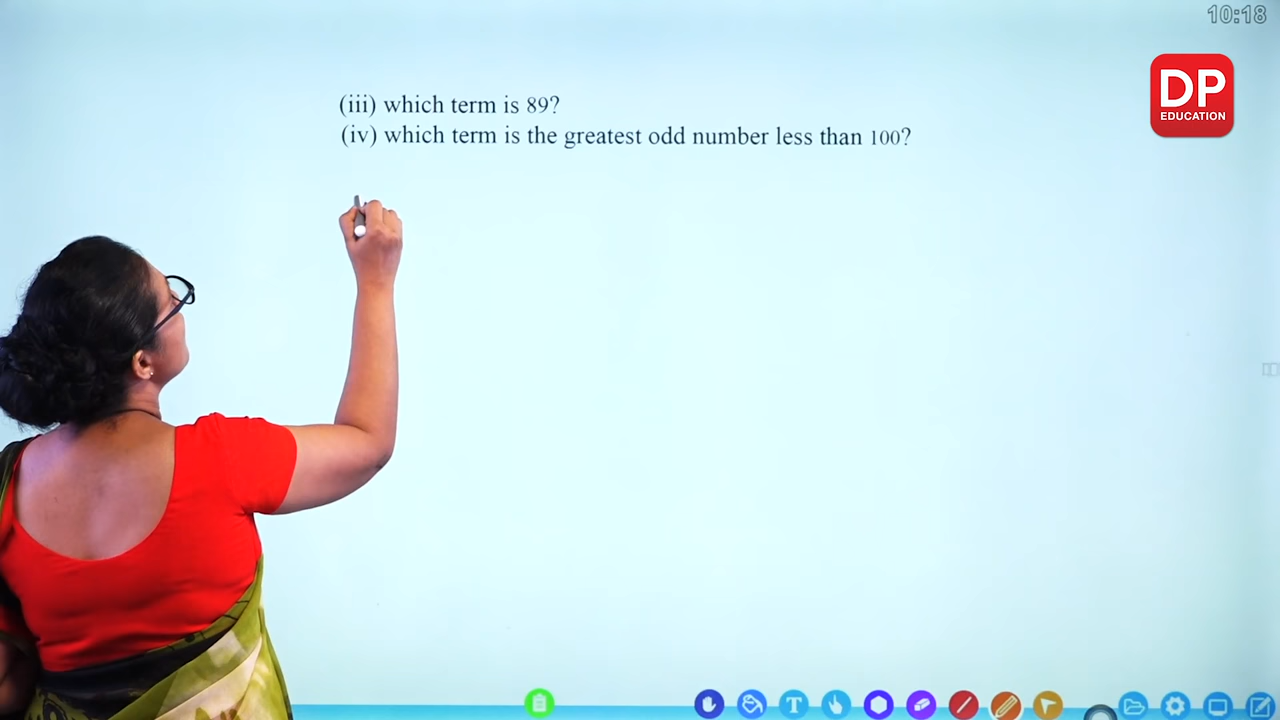 10:18
DP
EDUCATION
(iii) which term is 89?
(iv) which term is the greatest odd number less than 100?
T